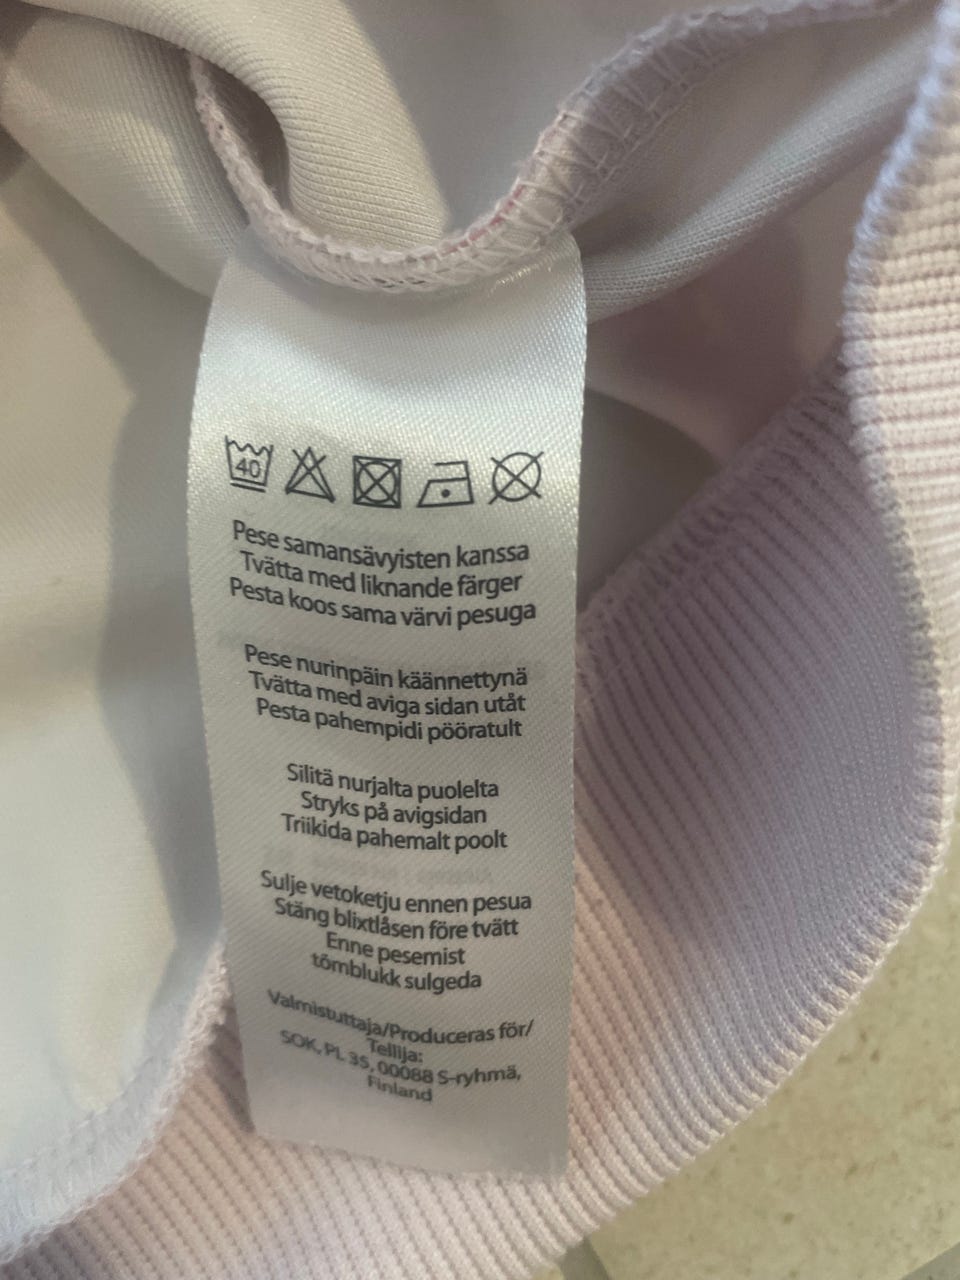 40
Pese samansävyisten kanssa
Tvätta med liknande färger
Pesta koos sama värvi pesuga
Pese nurinpäin käännettynä
Tvätta med aviga sidan utåt
Pesta pahempidi pööratult
Silitä nurjalta puolelta
Stryks på avigsidan
Triikida pahemalt poolt
Sulje vetoketju ennen pesua
Stäng blixtlåsen före tvätt
Enne pesemist
tõmblukk sulgeda
Valmistuttaja/Produceras för/
Tellija:
SOK, PL 35, 00088 S-ryhmä,
Finland